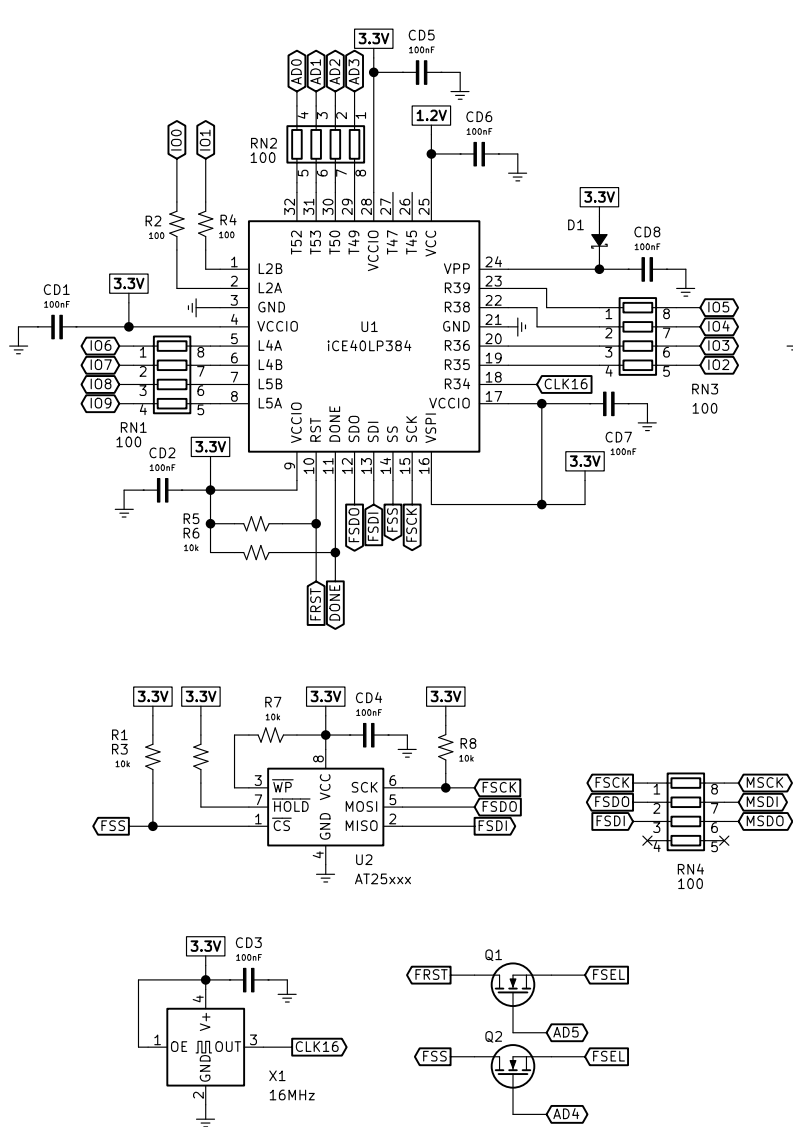 3.3V
CD5
100nF
AD0 AD1 AD2 AD3
4 3 2 1
RN2
100
5 6 7 8
1.2V
CD6
100nF
IO0 IO1
R2
100
R4
100
32 31 30 29 28 27 26 25
T52 T53 T50 T49 VCCIO T47 T45 VCC
3.3V
D1
CD8
100nF
1 L2B
2 L2A
3 GND
4 VCCIO
5 L4A
6 L4B
7 L5B
8 L5A
U1
iCE40LP384
VPP 24
R39 23
R38 22
GND 21
R36 20
R35 19
R34 18
VCCIO 17
3.3V
CD1
100nF
IO6 1 8
IO7 2 7
IO8 3 6
IO9 4 5
RN1
100
1 8 IO5
2 7 IO4
3 6 IO3
4 5 IO2
RN3
100
CLK16
CD7
100nF
3.3V
VCCIO RST DONE SDO SDI SS SCK VSPI
9 10 11 12 13 14 15 16
3.3V
CD2
100nF
R5
R6
10k
FSDO FSDI FSS FSCK
FRST DONE
3.3V 3.3V
R1
R3
10k
R7
10k
3.3V
CD4
100nF
3.3V
R8
10k
8
3 WP VCC SCK 6 FSCK
7 HOLD MOSI 5 FSDO
FSS 1 CS GND MISO 2 FSDI
4
U2
AT25xxx
FSCK 1 8 MSCK
FSDO 2 7 MSDI
FSDI 3 6 MSDO
4 5
RN4
100
3.3V
CD3
100nF
4
V+
1 OE OUT 3 CLK16
GND
2
X1
16MHz
Q1
FRST FSEL
AD5
Q2
FSS FSEL
AD4